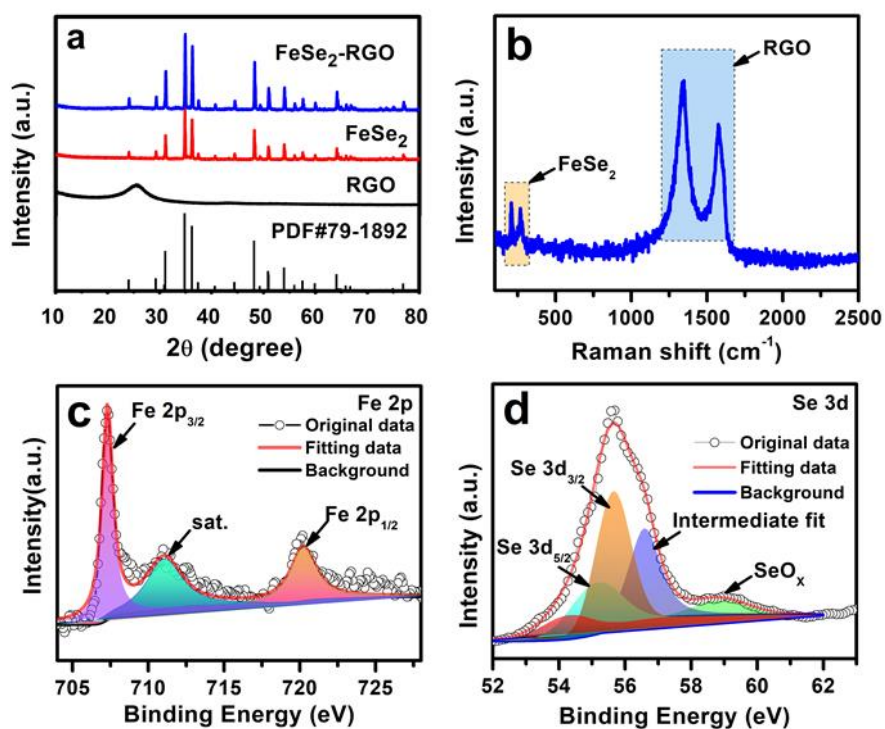 a
FeSe₂-RGO
FeSe₂
RGO
PDF#79-1892
Intensity (a.u.)
10 20 30 40 50 60 70 80
2θ (degree)
b
RGO
FeSe₂
Intensity (a.u.)
500 1000 1500 2000 2500
Raman shift (cm⁻¹)
c
Fe 2p
Fe 2p₃/₂
Original data
Fitting data
Background
sat.
Fe 2p₁/₂
Intensity(a.u.)
705 710 715 720 725
Binding Energy (eV)
d
Se 3d
Original data
Fitting data
Background
Se 3d₃/₂
Intermediate fit
Se 3d₅/₂
SeOₓ
Intensity (a.u.)
52 54 56 58 60 62
Binding Energy (eV)